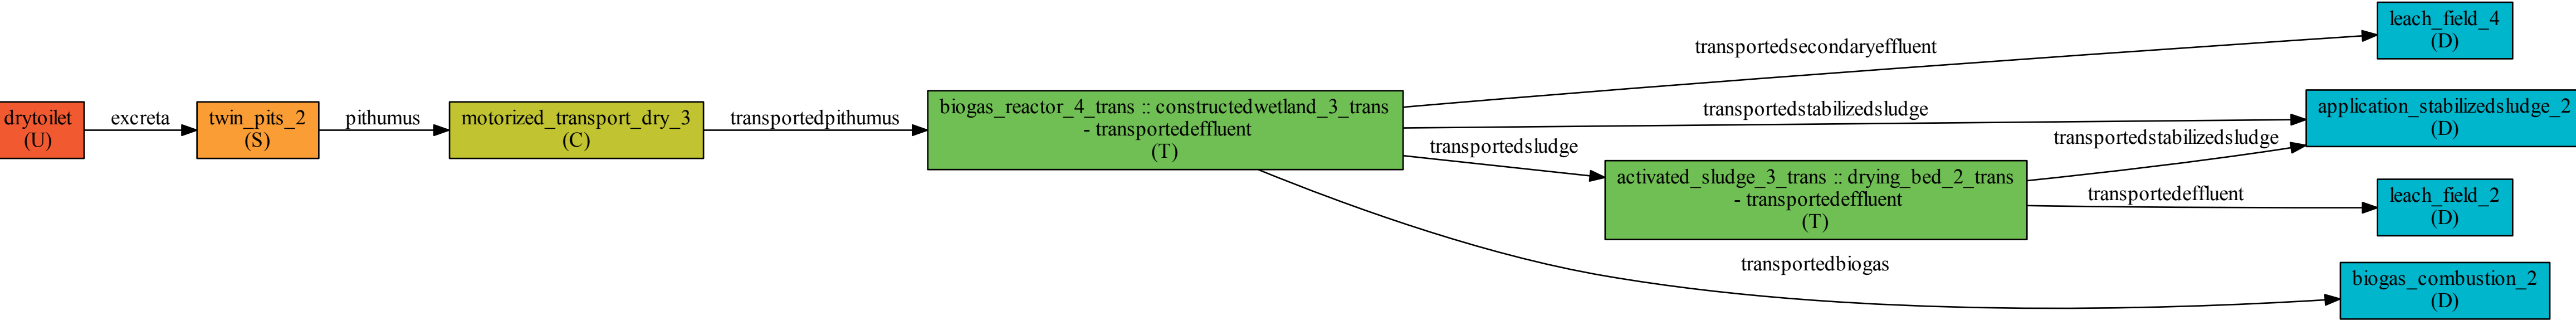 drytoilet
(U)
excreta
twin_pits_2
(S)
pithumus
motorized_transport_dry_3
(C)
transportedpithumus
biogas_reactor_4_trans :: constructedwetland_3_trans
- transportedeffluent
(T)
transportedsecondaryeffluent
transportedstabilizedsludge
transportedsludge
transportedbiogas
activated_sludge_3_trans :: drying_bed_2_trans
- transportedeffluent
(T)
transportedstabilizedsludge
transportedeffluent
leach_field_4
(D)
application_stabilizedsludge_2
(D)
leach_field_2
(D)
biogas_combustion_2
(D)